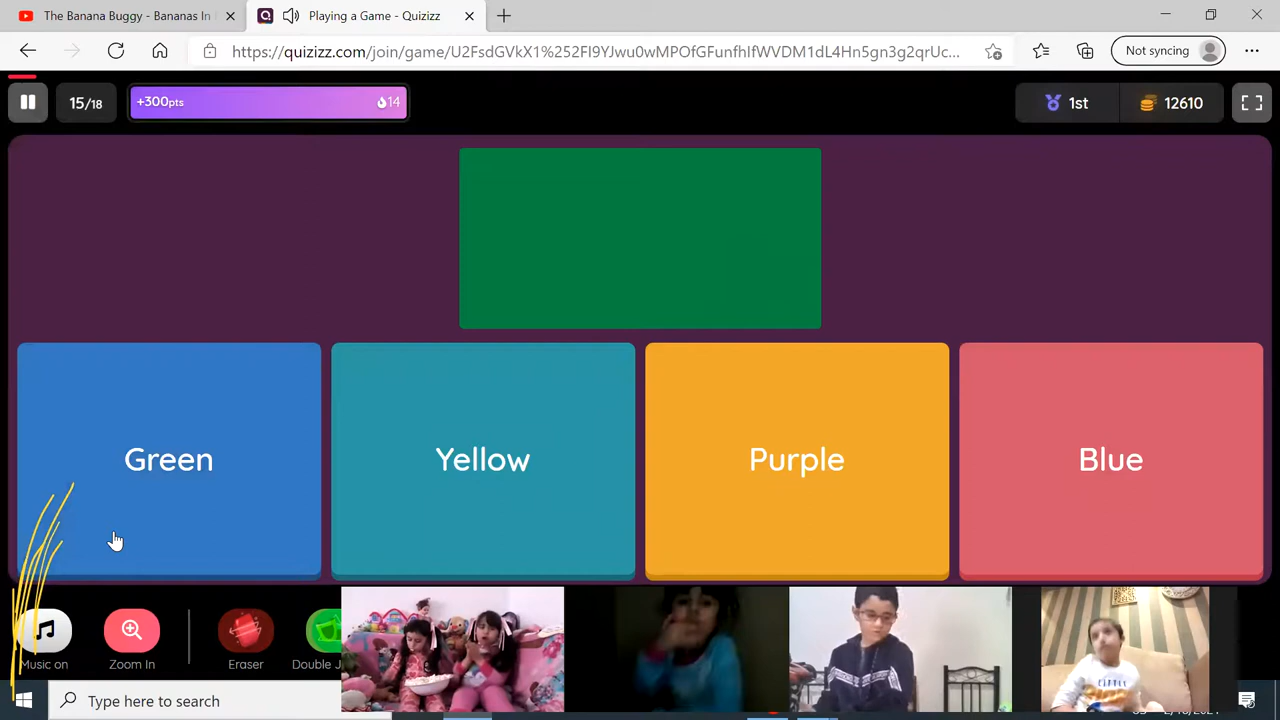 The Banana Buggy - Bananas In
Playing a Game - Quizizz
https://quizizz.com/join/game/U2FsdGVkX1%252FI9YJwu0wMPOfGFunfhIfWVDM1dL4Hn5gn3g2qrUc...
Not syncing
15/18
+300pts
14
1st
12610
Green
Yellow
Purple
Blue
Music on
Zoom In
Eraser
Double J
Type here to search